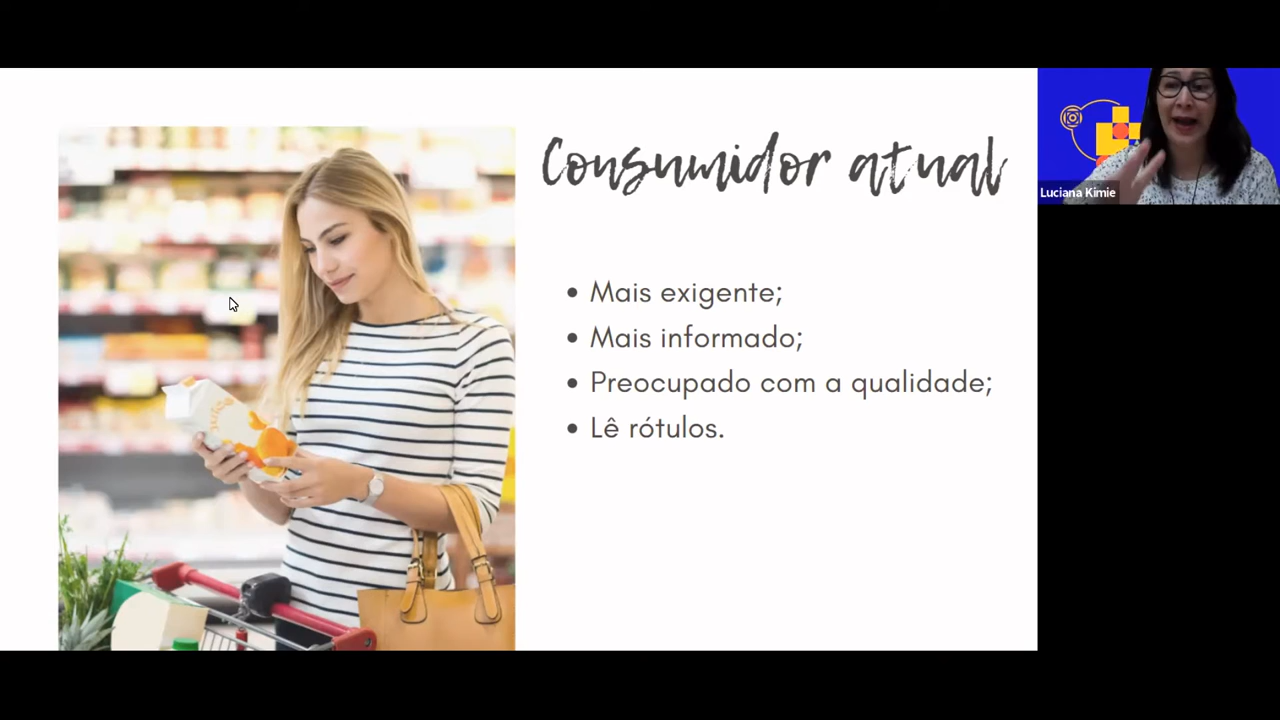 Consumidor atual
• Mais exigente;
• Mais informado;
• Preocupado com a qualidade;
• Lê rótulos.
Luciana Kimie